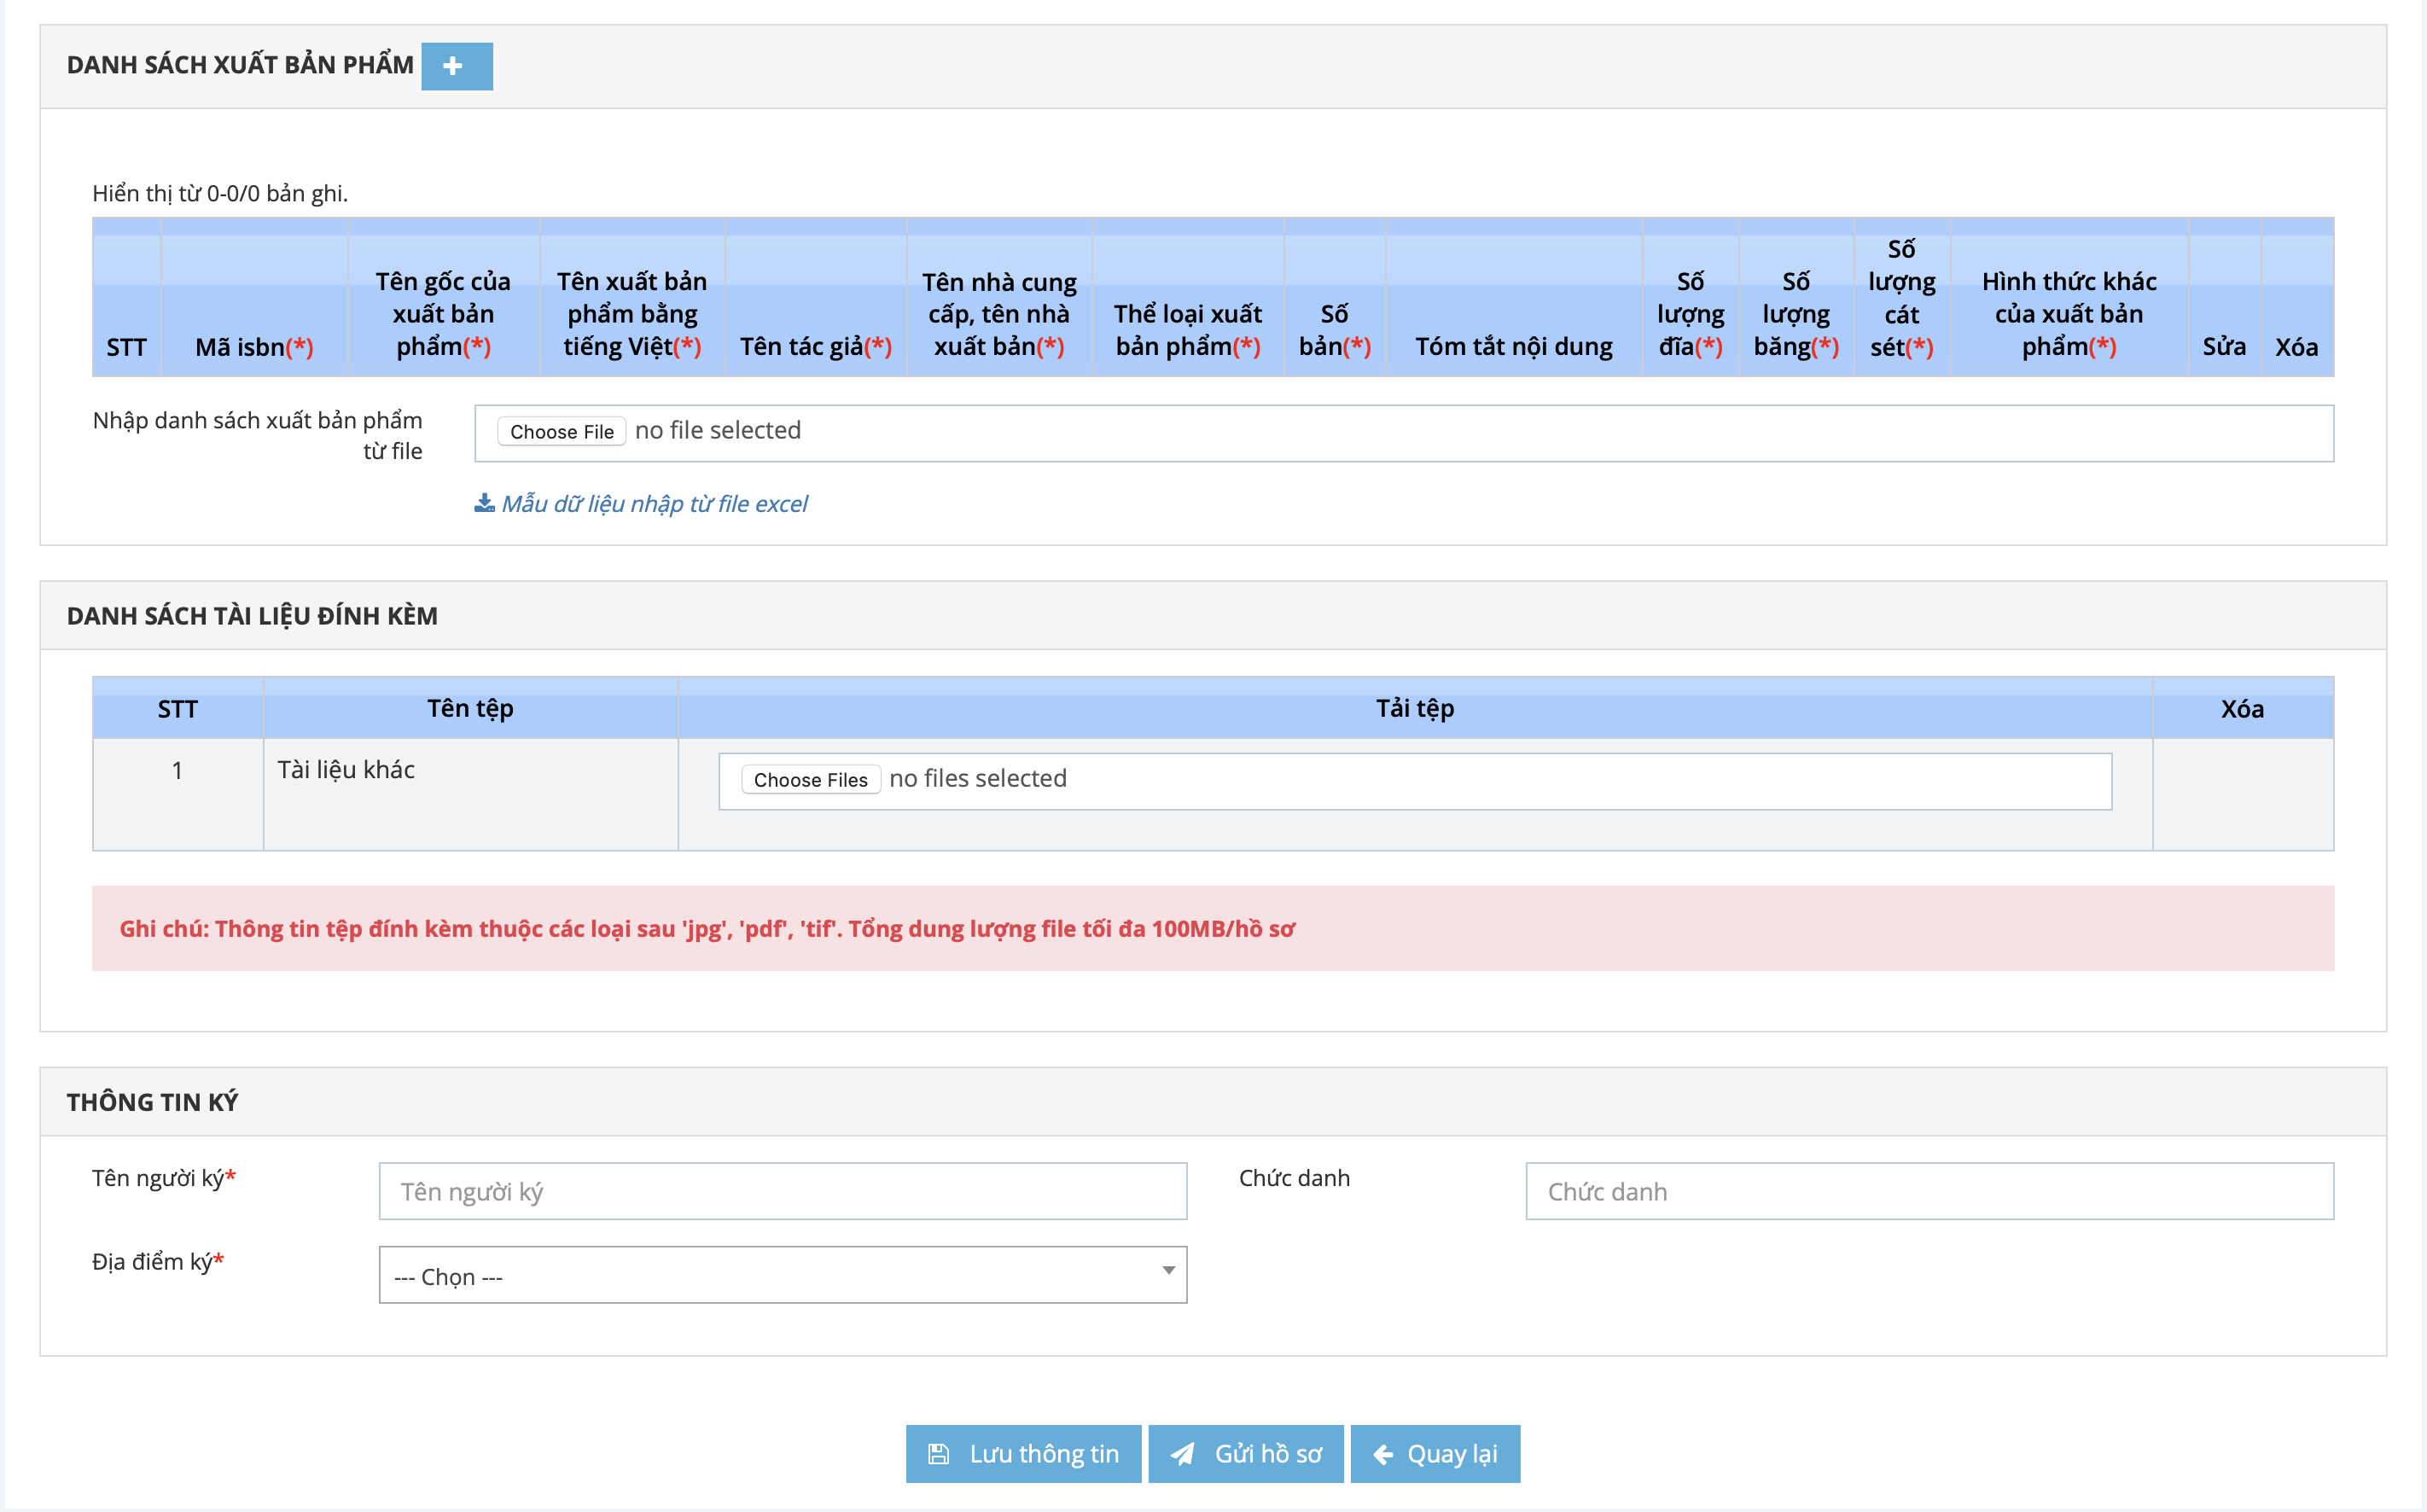 DANH SÁCH XUẤT BẢN PHẨM
Hiển thị từ 0-0/0 bản ghi.
STT
Mã isbn(*)
Tên gốc của
xuất bản
phẩm(*)
Tên xuất bản
phẩm bằng
tiếng Việt(*)
Tên tác giả(*)
Tên nhà cung
cấp, tên nhà
xuất bản(*)
Thể loại xuất
bản phẩm(*)
Số
bản(*)
Tóm tắt nội dung
Số
lượng
đĩa(*)
Số
lượng
băng(*)
Số
lượng
cát
sét(*)
Hình thức khác
của xuất bản
phẩm(*)
Sửa
Xóa
Nhập danh sách xuất bản phẩm
từ file
Choose File no file selected
Mẫu dữ liệu nhập từ file excel
DANH SÁCH TÀI LIỆU ĐÍNH KÈM
STT Tên tệp Tải tệp Xóa
1 Tài liệu khác Choose Files no files selected
Ghi chú: Thông tin tệp đính kèm thuộc các loại sau 'jpg', 'pdf', 'tif'. Tổng dung lượng file tối đa 100MB/hồ sơ
THÔNG TIN KÝ
Tên người ký* Tên người ký Chức danh Chức danh
Địa điểm ký* --- Chọn ---
Lưu thông tin Gửi hồ sơ Quay lại